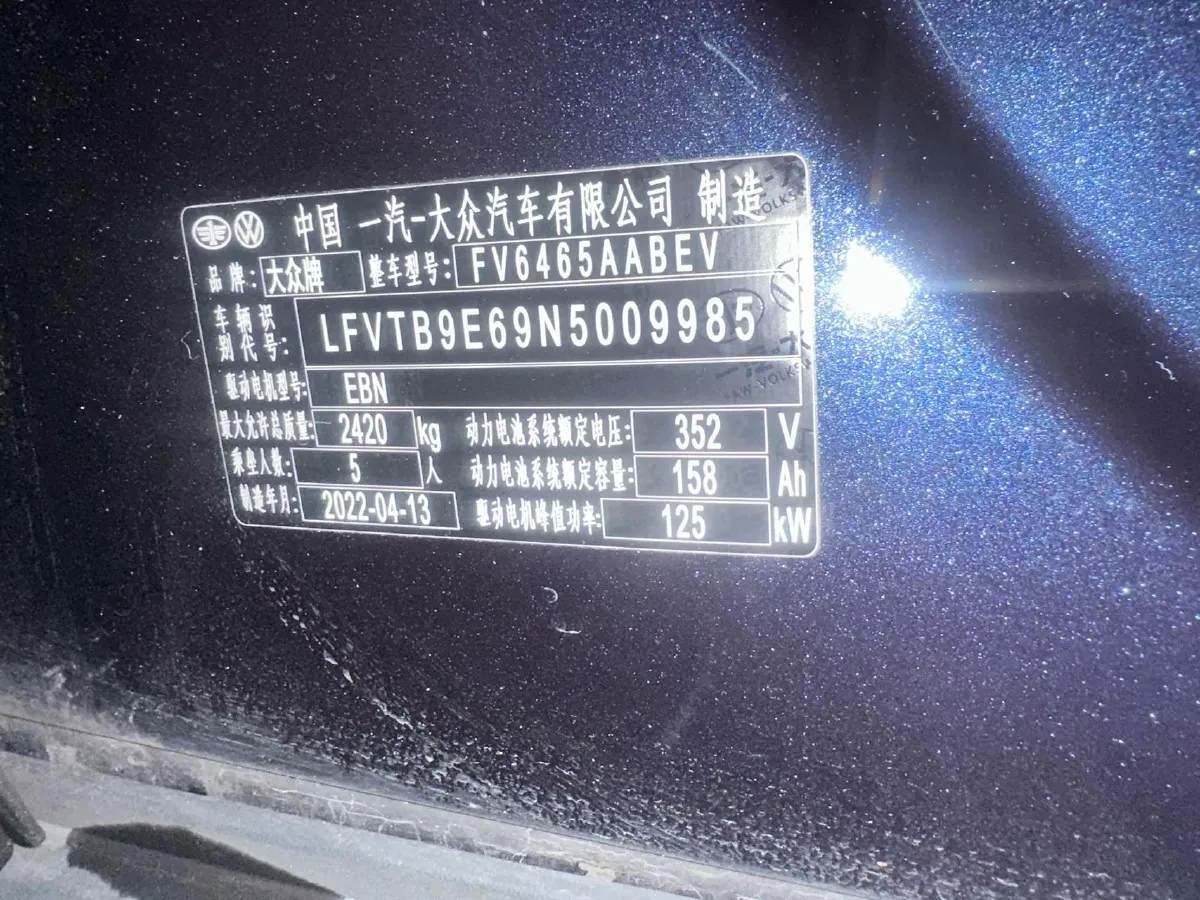 中国 一汽-大众汽车有限公司 制造
品牌: 大众牌 整车型号: FV6465AABEV
车辆识别代号: LFVTB9E69N5009985
驱动电机型号: EBN
最大允许总质量: 2420 kg 动力电池系统额定电压: 352 V
乘坐人数: 5 人 动力电池系统额定容量: 158 Ah
制造年月: 2022-04-13 驱动电机峰值功率: 125 kW